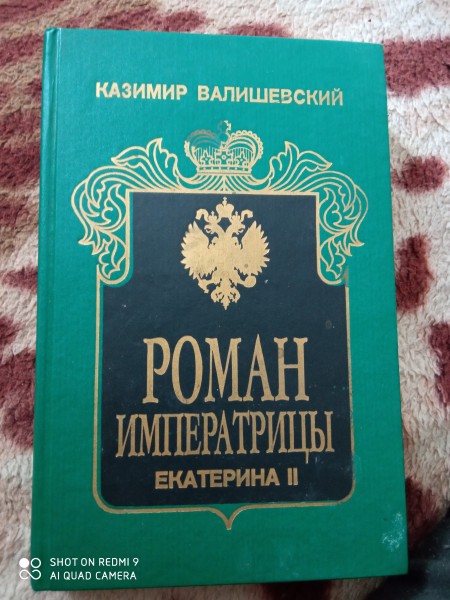 КАЗИМИР ВАЛИШЕВСКИЙ
РОМАН
ИМПЕРАТРИЦЫ
ЕКАТЕРИНА II
SHOT ON REDMI 9
AI QUAD CAMERA